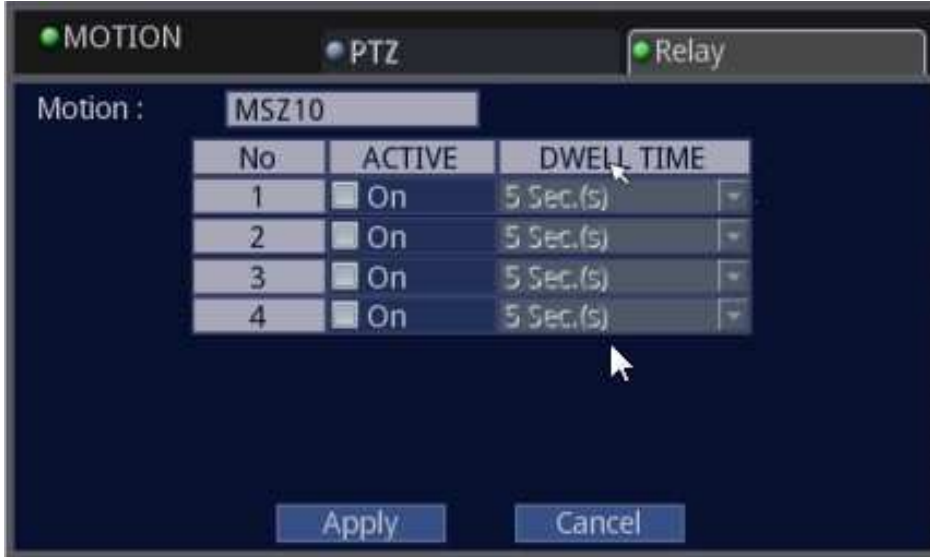 MOTION PTZ Relay
Motion : MSZ10
No ACTIVE DWELL TIME
1 On 5 Sec.(s)
2 On 5 Sec.(s)
3 On 5 Sec.(s)
4 On 5 Sec.(s)
Apply Cancel